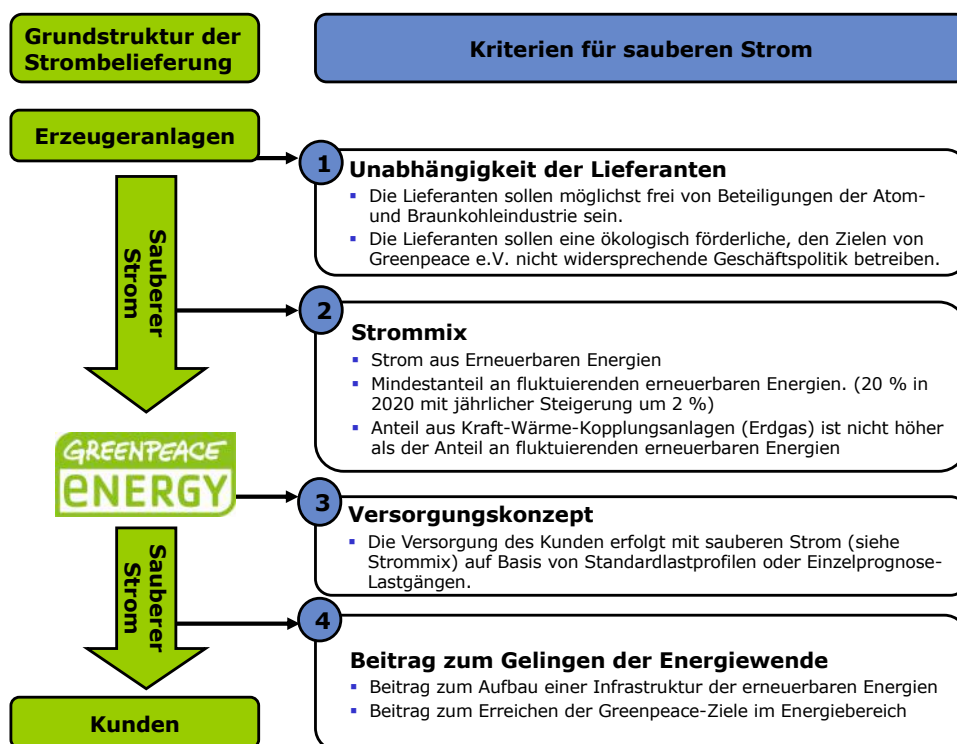 Grundstruktur der
Strombelieferung
Kriterien für sauberen Strom
Erzeugeranlagen
1
Unabhängigkeit der Lieferanten
▪ Die Lieferanten sollen möglichst frei von Beteiligungen der Atom-
und Braunkohleindustrie sein.
▪ Die Lieferanten sollen eine ökologisch förderliche, den Zielen von
Greenpeace e.V. nicht widersprechende Geschäftspolitik betreiben.
Sauberer
Strom
2
Strommix
▪ Strom aus Erneuerbaren Energien
▪ Mindestanteil an fluktuierenden erneuerbaren Energien. (20 % in
2020 mit jährlicher Steigerung um 2 %)
▪ Anteil aus Kraft-Wärme-Kopplungsanlagen (Erdgas) ist nicht höher
als der Anteil an fluktuierenden erneuerbaren Energien
GREENPEACE
eNERGY
3
Versorgungskonzept
▪ Die Versorgung des Kunden erfolgt mit sauberen Strom (siehe
Strommix) auf Basis von Standardlastprofilen oder Einzelprognose-
Lastgängen.
Sauberer
Strom
4
Beitrag zum Gelingen der Energiewende
▪ Beitrag zum Aufbau einer Infrastruktur der erneuerbaren Energien
▪ Beitrag zum Erreichen der Greenpeace-Ziele im Energiebereich
Kunden